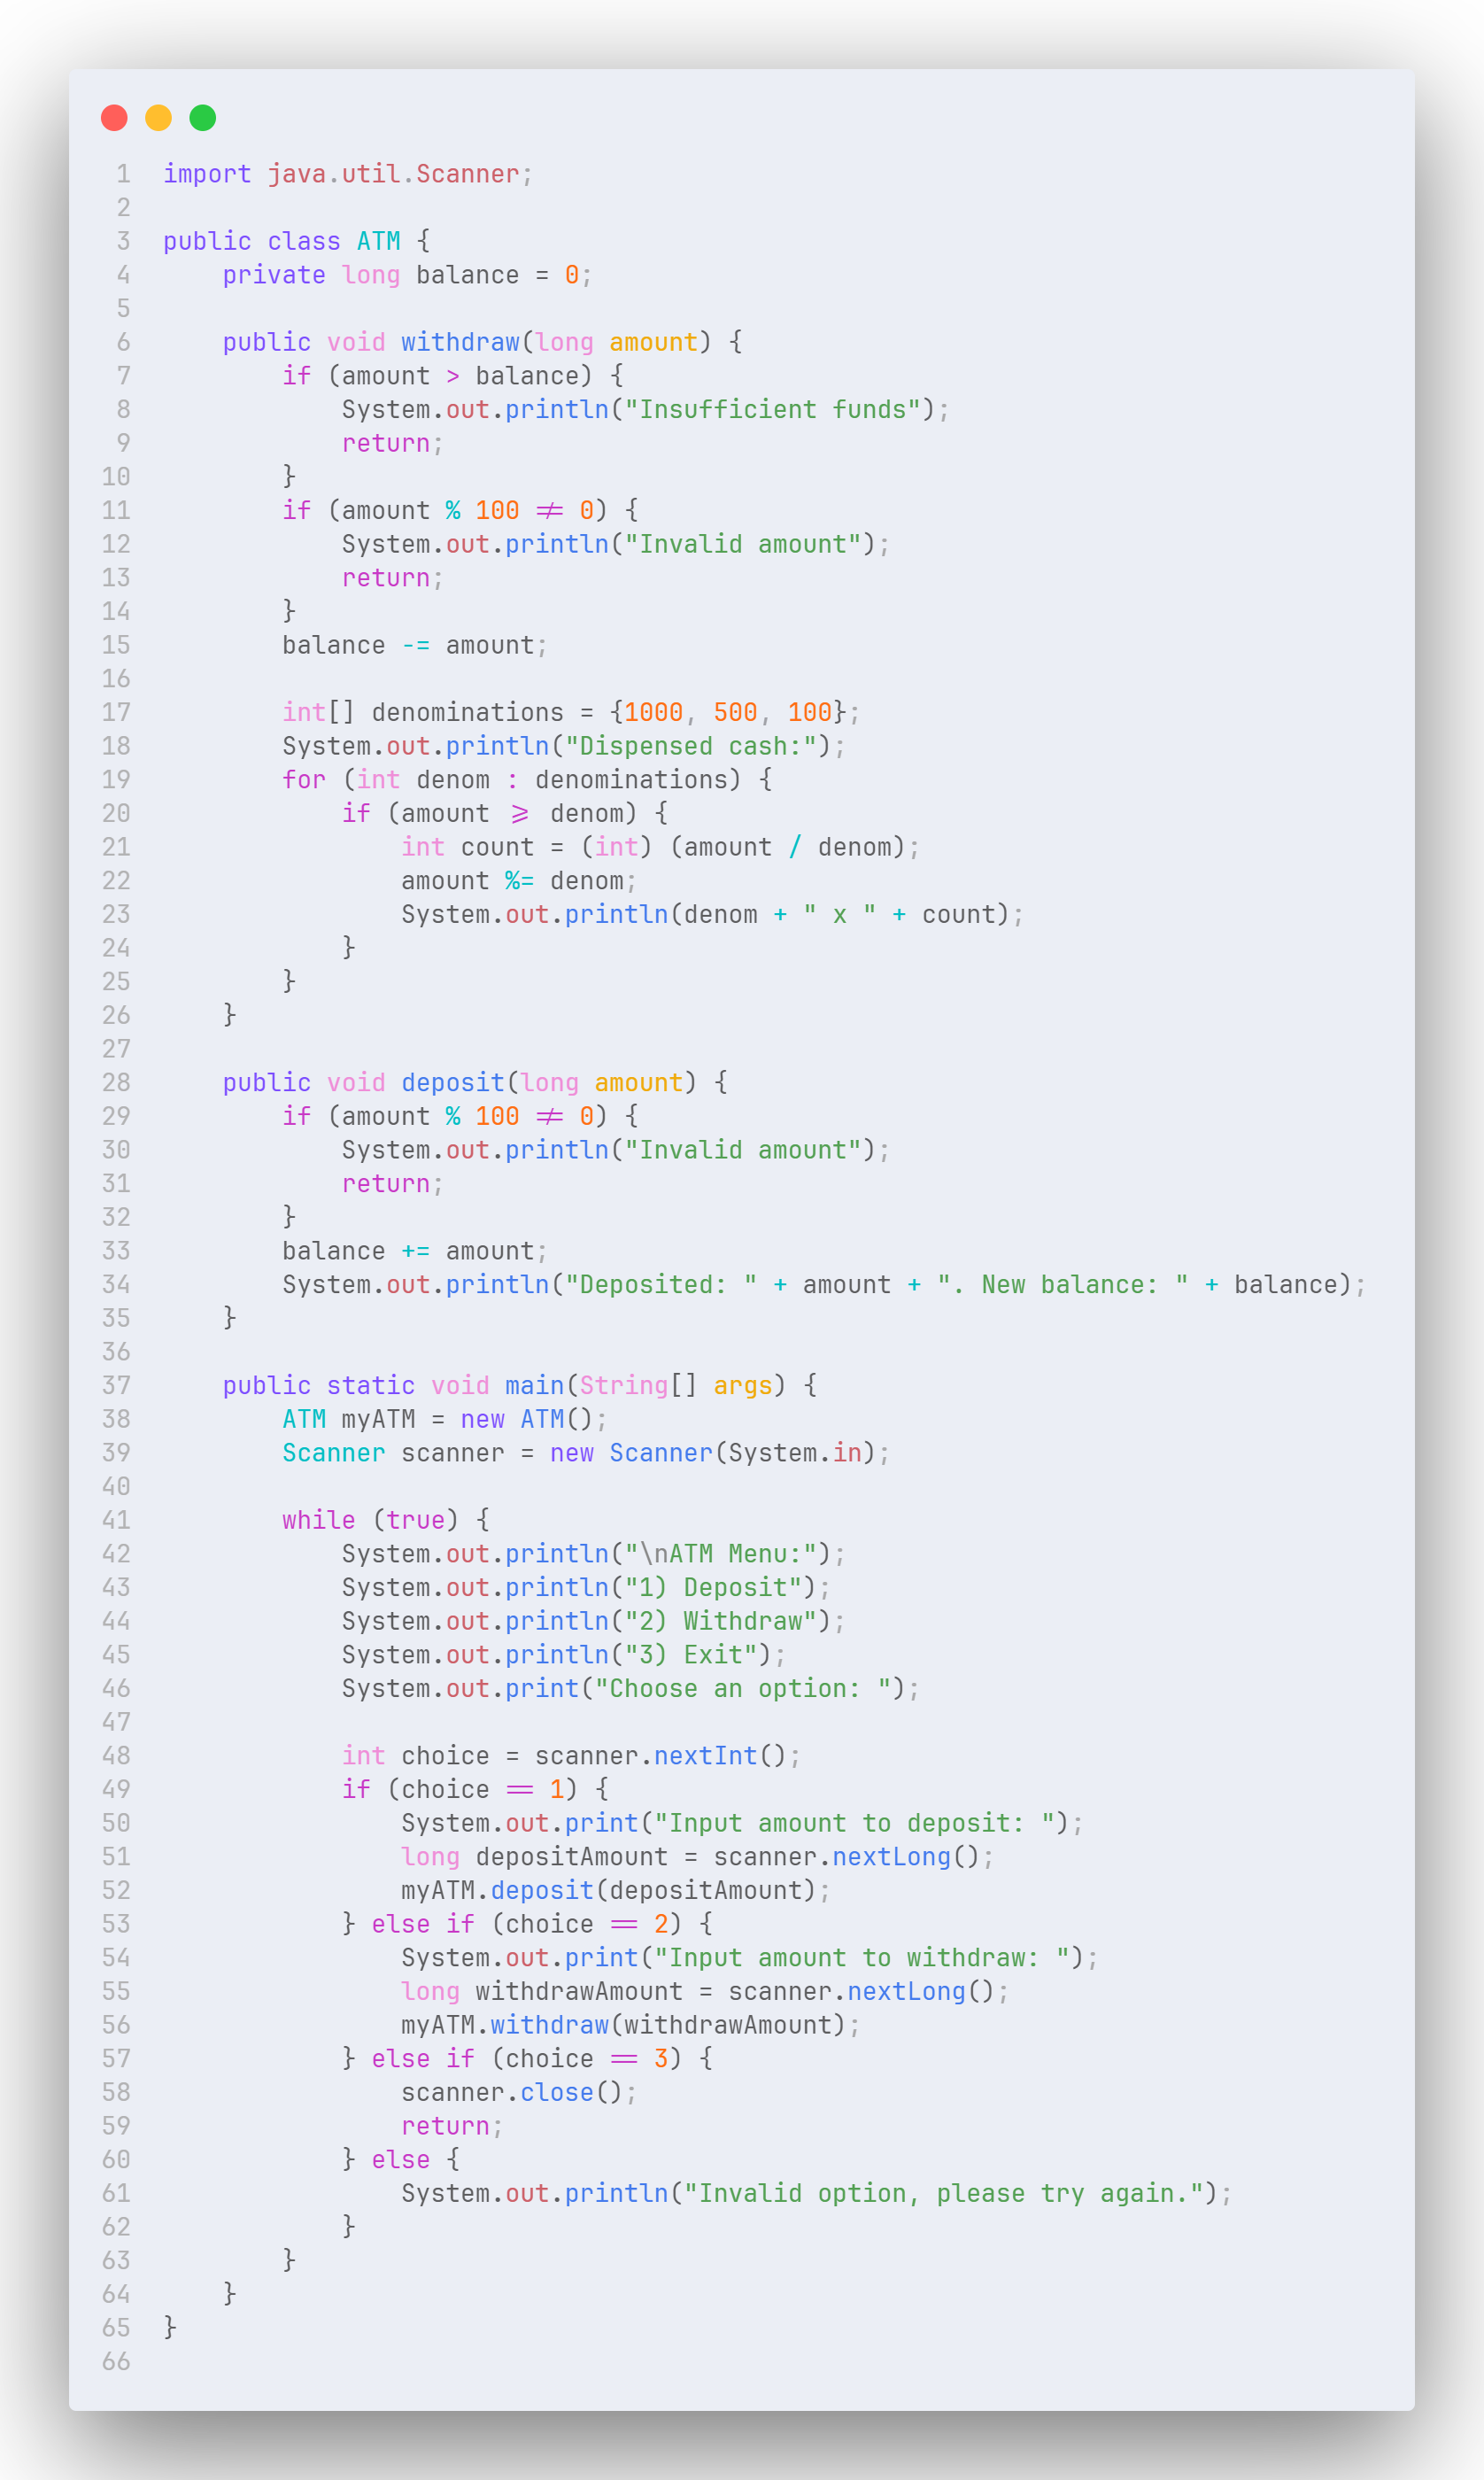 1 import java.util.Scanner;
2
3 public class ATM {
4     private long balance = 0;
5
6     public void withdraw(long amount) {
7         if (amount > balance) {
8             System.out.println("Insufficient funds");
9             return;
10         }
11         if (amount % 100 != 0) {
12             System.out.println("Invalid amount");
13             return;
14         }
15         balance -= amount;
16
17         int[] denominations = {1000, 500, 100};
18         System.out.println("Dispensed cash:");
19         for (int denom : denominations) {
20             if (amount >= denom) {
21                 int count = (int) (amount / denom);
22                 amount %= denom;
23                 System.out.println(denom + " x " + count);
24             }
25         }
26     }
27
28     public void deposit(long amount) {
29         if (amount % 100 != 0) {
30             System.out.println("Invalid amount");
31             return;
32         }
33         balance += amount;
34         System.out.println("Deposited: " + amount + ". New balance: " + balance);
35     }
36
37     public static void main(String[] args) {
38         ATM myATM = new ATM();
39         Scanner scanner = new Scanner(System.in);
40
41         while (true) {
42             System.out.println("\nATM Menu:");
43             System.out.println("1) Deposit");
44             System.out.println("2) Withdraw");
45             System.out.println("3) Exit");
46             System.out.print("Choose an option: ");
47
48             int choice = scanner.nextInt();
49             if (choice == 1) {
50                 System.out.print("Input amount to deposit: ");
51                 long depositAmount = scanner.nextLong();
52                 myATM.deposit(depositAmount);
53             } else if (choice == 2) {
54                 System.out.print("Input amount to withdraw: ");
55                 long withdrawAmount = scanner.nextLong();
56                 myATM.withdraw(withdrawAmount);
57             } else if (choice == 3) {
58                 scanner.close();
59                 return;
60             } else {
61                 System.out.println("Invalid option, please try again.");
62             }
63         }
64     }
65 }
66